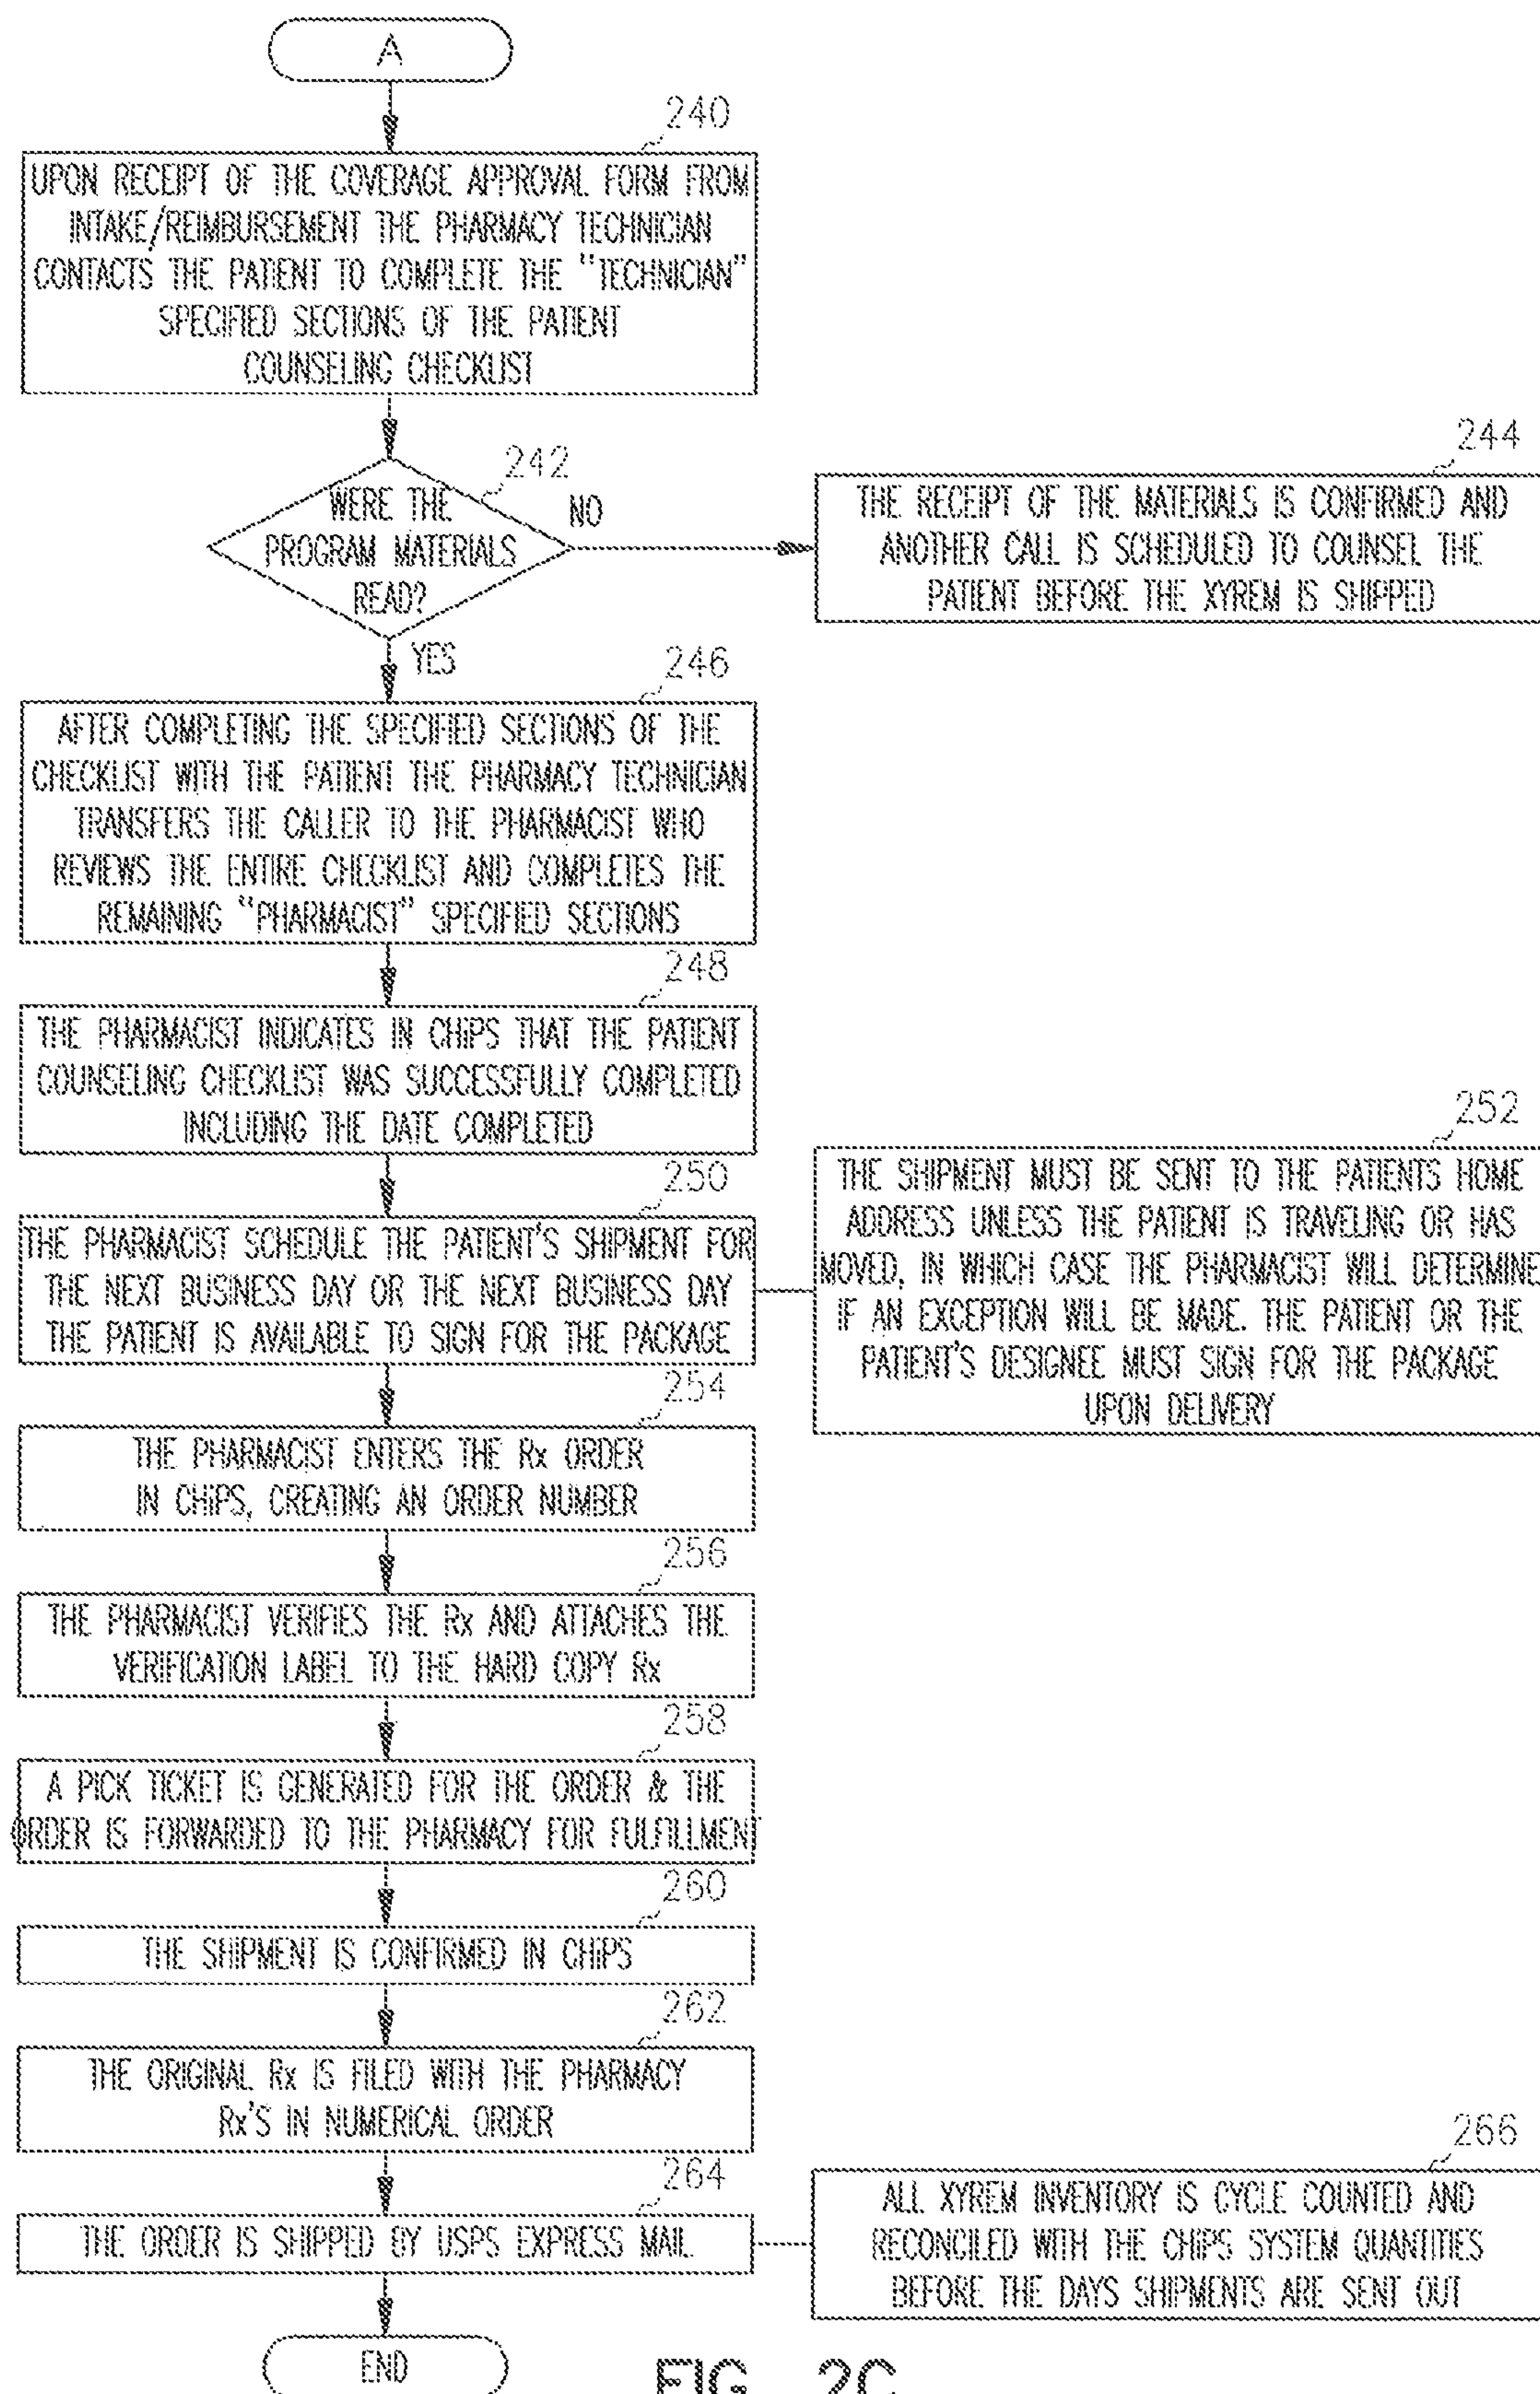 A
240
UPON RECEIPT OF THE COVERAGE APPROVAL FORM FROM
INTAKE/REIMBURSEMENT THE PHARMACY TECHNICIAN
CONTACTS THE PATIENT TO COMPLETE THE "TECHNICIAN"
SPECIFIED SECTIONS OF THE PATIENT
COUNSELING CHECKLIST
242
WERE THE
PROGRAM MATERIALS
READ?
NO
244
THE RECEIPT OF THE MATERIALS IS CONFIRMED AND
ANOTHER CALL IS SCHEDULED TO COUNSEL THE
PATIENT BEFORE THE XYREM IS SHIPPED
YES
246
AFTER COMPLETING THE SPECIFIED SECTIONS OF THE
CHECKLIST WITH THE PATIENT THE PHARMACY TECHNICIAN
TRANSFERS THE CALLER TO THE PHARMACIST WHO
REVIEWS THE ENTIRE CHECKLIST AND COMPLETES THE
REMAINING "PHARMACIST" SPECIFIED SECTIONS
248
THE PHARMACIST INDICATES IN CHiPS THAT THE PATIENT
COUNSELING CHECKLIST WAS SUCCESSFULLY COMPLETED
INCLUDING THE DATE COMPLETED
250
THE PHARMACIST SCHEDULE THE PATIENT'S SHIPMENT FOR
THE NEXT BUSINESS DAY OR THE NEXT BUSINESS DAY
THE PATIENT IS AVAILABLE TO SIGN FOR THE PACKAGE
252
THE SHIPMENT MUST BE SENT TO THE PATIENTS HOME
ADDRESS UNLESS THE PATIENT IS TRAVELING OR HAS
MOVED, IN WHICH CASE THE PHARMACIST WILL DETERMINE
IF AN EXCEPTION WILL BE MADE. THE PATIENT OR THE
PATIENT'S DESIGNEE MUST SIGN FOR THE PACKAGE
UPON DELIVERY
254
THE PHARMACIST ENTERS THE Rx ORDER
IN CHiPS, CREATING AN ORDER NUMBER
256
THE PHARMACIST VERIFIES THE Rx AND ATTACHES THE
VERIFICATION LABEL TO THE HARD COPY Rx
258
A PICK TICKET IS GENERATED FOR THE ORDER & THE
ORDER IS FORWARDED TO THE PHARMACY FOR FULFILLMENT
260
THE SHIPMENT IS CONFIRMED IN CHiPS
262
THE ORIGINAL Rx IS FILED WITH THE PHARMACY
Rx'S IN NUMERICAL ORDER
264
THE ORDER IS SHIPPED BY USPS EXPRESS MAIL
266
ALL XYREM INVENTORY IS CYCLE COUNTED AND
RECONCILED WITH THE CHiPS SYSTEM QUANTITIES
BEFORE THE DAYS SHIPMENTS ARE SENT OUT
END
FIG. 2C